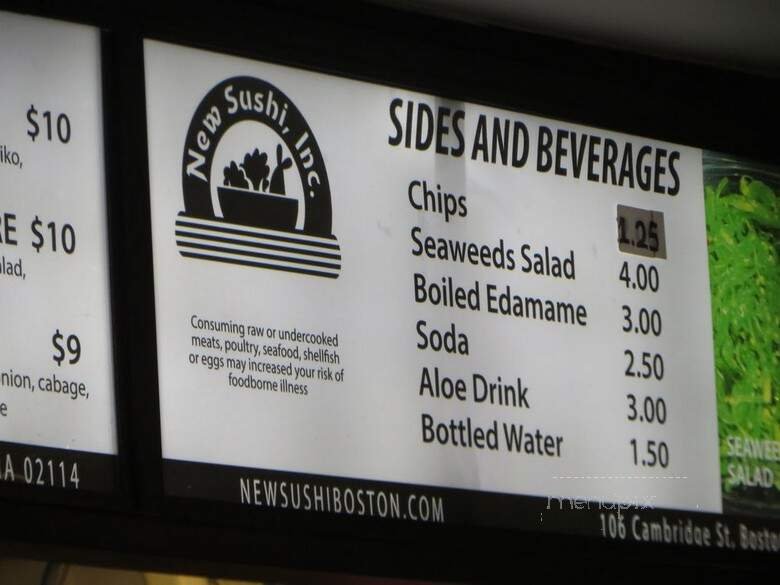 $10
iko,
RE $10
alad,
$9
nion, cabage,
e
A 02114
New Sushi, Inc.
Consuming raw or undercooked
meats, poultry, seafood, shellfish
or eggs may increased your risk of
foodborne illness
SIDES AND BEVERAGES
Chips 1.25
Seaweeds Salad 4.00
Boiled Edamame 3.00
Soda 2.50
Aloe Drink 3.00
Bottled Water 1.50
NEWSUSHIBOSTON.COM
menupix
106 Cambridge St. Bosto
SEAWEE
SALAD